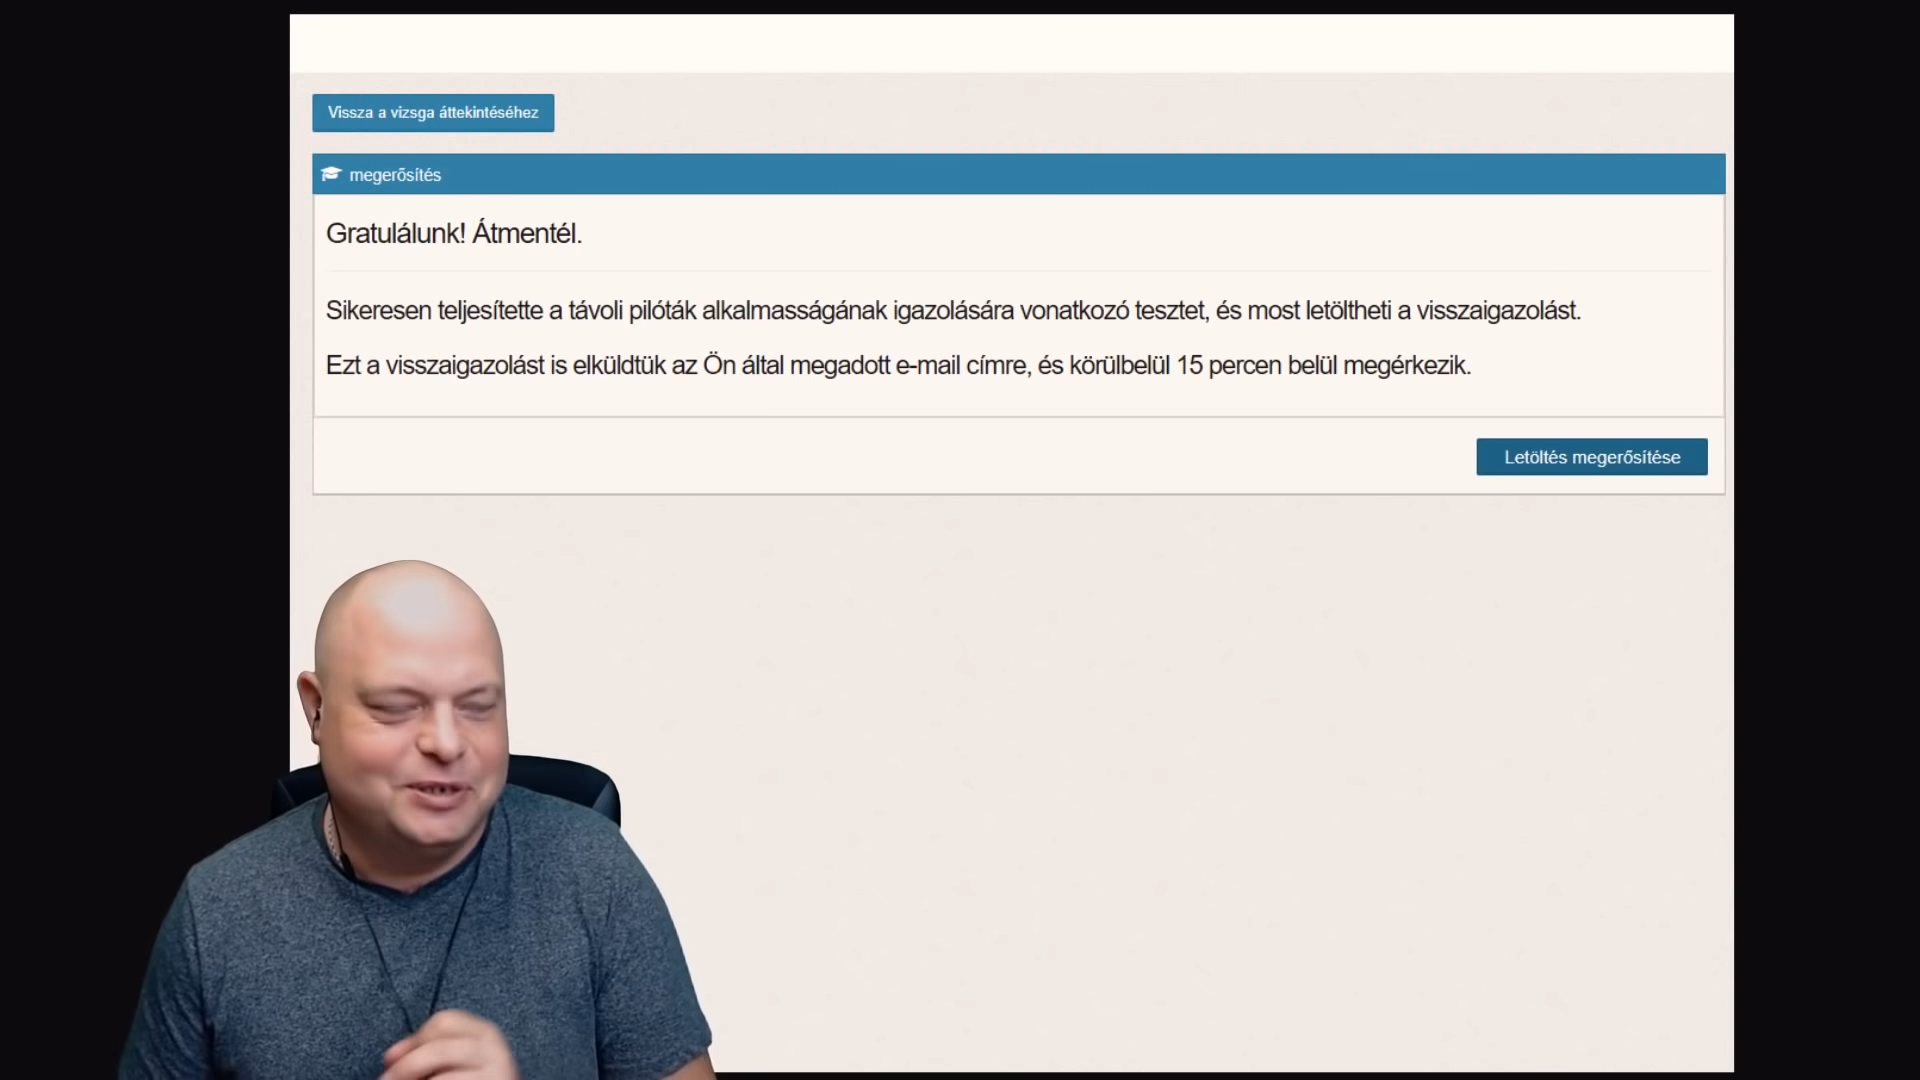 Vissza a vizsga áttekintéséhez
megerősítés
Gratulálunk! Átmentél.
Sikeresen teljesítette a távoli pilóták alkalmasságának igazolására vonatkozó tesztet, és most letöltheti a visszaigazolást.
Ezt a visszaigazolást is elküldtük az Ön által megadott e-mail címre, és körülbelül 15 percen belül megérkezik.
Letöltés megerősítése